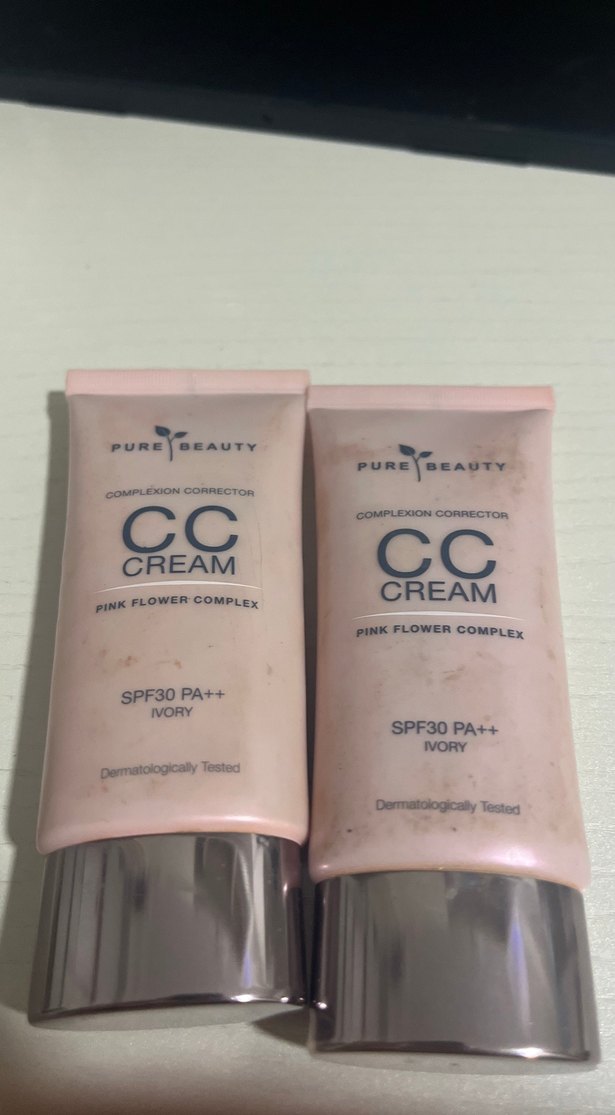 PURE BEAUTY
COMPLEXION CORRECTOR
CC
CREAM
PINK FLOWER COMPLEX
SPF30 PA++
IVORY
Dermatologically Tested
PURE BEAUTY
COMPLEXION CORRECTOR
CC
CREAM
PINK FLOWER COMPLEX
SPF30 PA++
IVORY
Dermatologically Tested